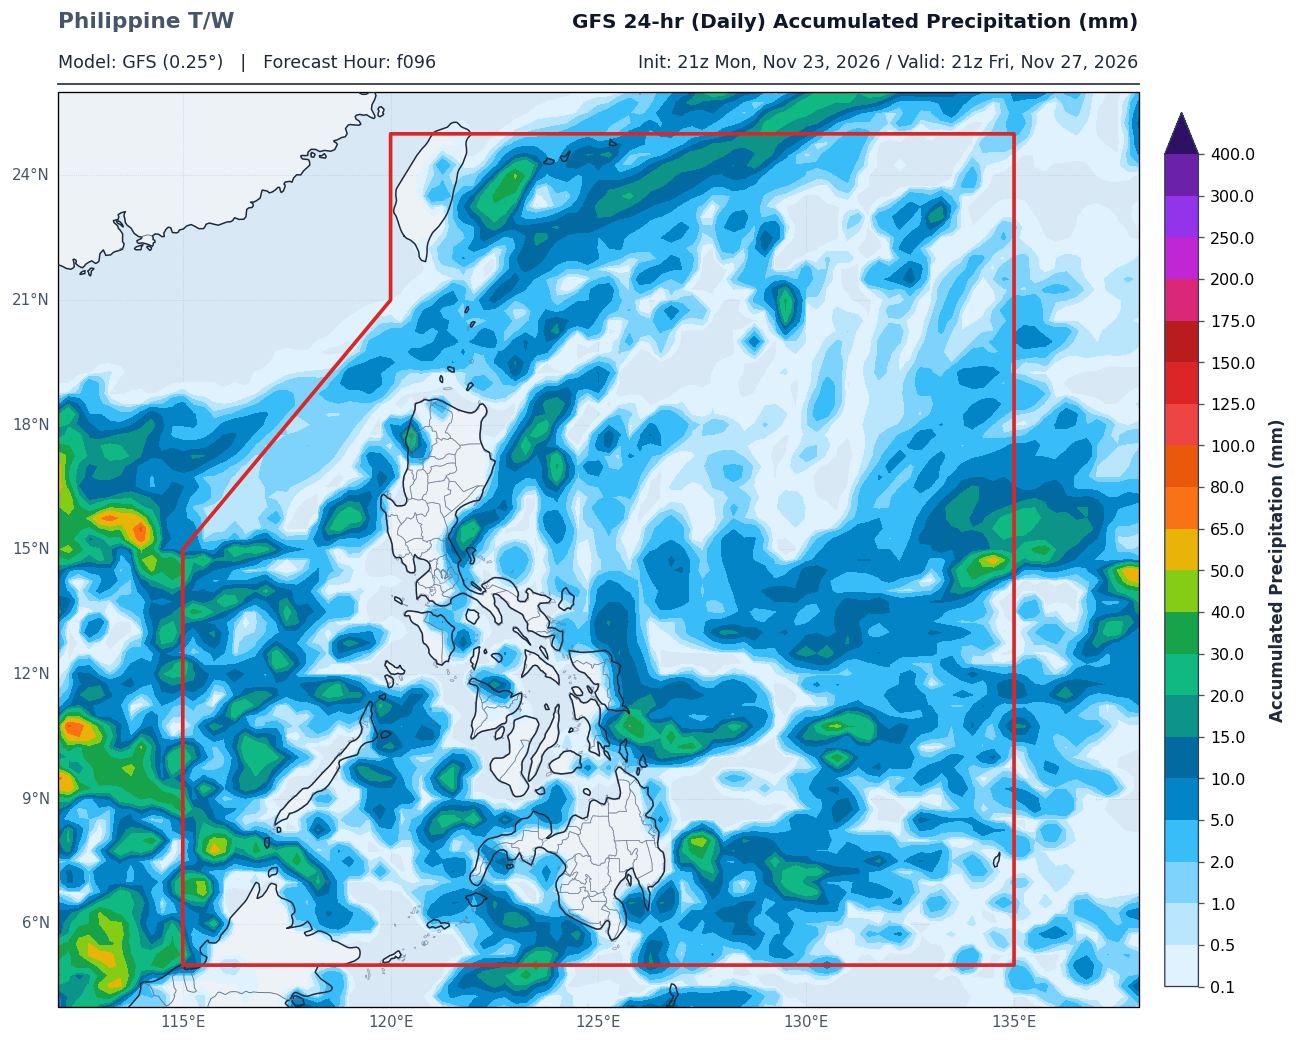 Philippine T/W
GFS 24-hr (Daily) Accumulated Precipitation (mm)
Model: GFS (0.25°)   |   Forecast Hour: f096
Init: 21z Mon, Nov 23, 2026 / Valid: 21z Fri, Nov 27, 2026
24°N
21°N
18°N
15°N
12°N
9°N
6°N
115°E
120°E
125°E
130°E
135°E
400.0
300.0
250.0
200.0
175.0
150.0
125.0
100.0
80.0
65.0
50.0
40.0
30.0
20.0
15.0
10.0
5.0
2.0
1.0
0.5
0.1
Accumulated Precipitation (mm)